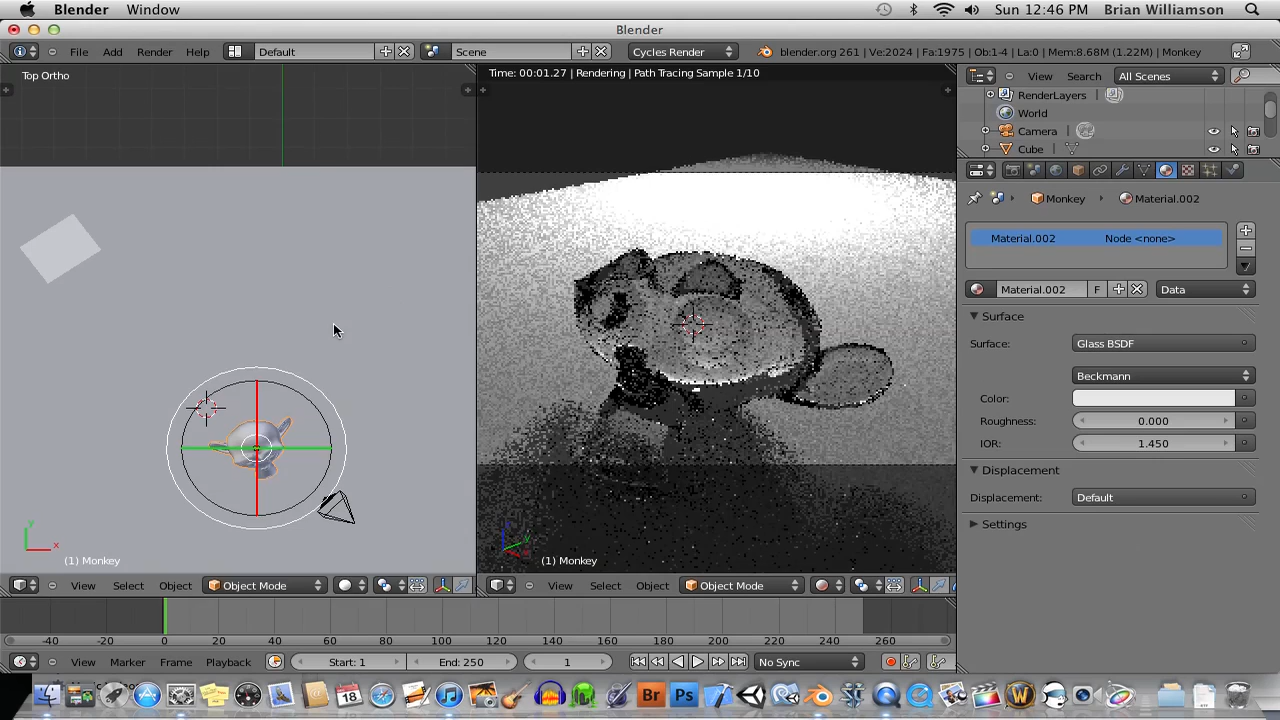 Blender Window Sun 12:46 PM Brian Williamson
Blender
File Add Render Help Default Scene Cycles Render blender.org 261 | Ve:2024 | Fa:1975 | Ob:1-4 | La:0 | Mem:8.68M (1.22M) | Monkey
Top Ortho
Time: 00:01.27 | Rendering | Path Tracing Sample 1/10
View Search All Scenes
RenderLayers
World
Camera
Cube
Monkey Material.002
Material.002 Node <none>
Material.002 F Data
Surface
Surface: Glass BSDF
Beckmann
Color:
Roughness: 0.000
IOR: 1.450
Displacement
Displacement: Default
Settings
y
x
(1) Monkey
(1) Monkey
View Select Object Object Mode
View Select Object Object Mode
-40 -20 0 20 40 60 80 100 120 140 160 180 200 220 240 260
View Marker Frame Playback Start: 1 End: 250 1 No Sync
18 Br Ps W